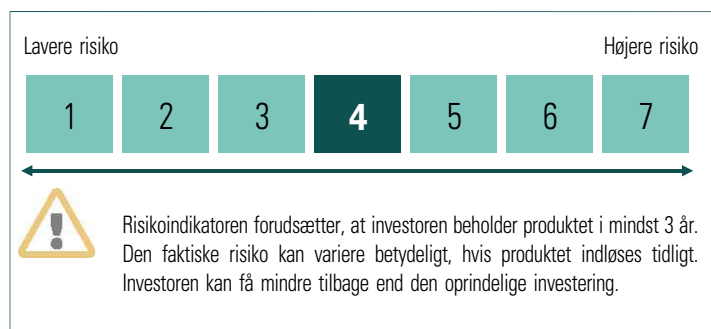 Lavere risiko Højere risiko
1 2 3 4 5 6 7
Risikoindikatoren forudsætter, at investoren beholder produktet i mindst 3 år.
Den faktiske risiko kan variere betydeligt, hvis produktet indløses tidligt.
Investoren kan få mindre tilbage end den oprindelige investering.